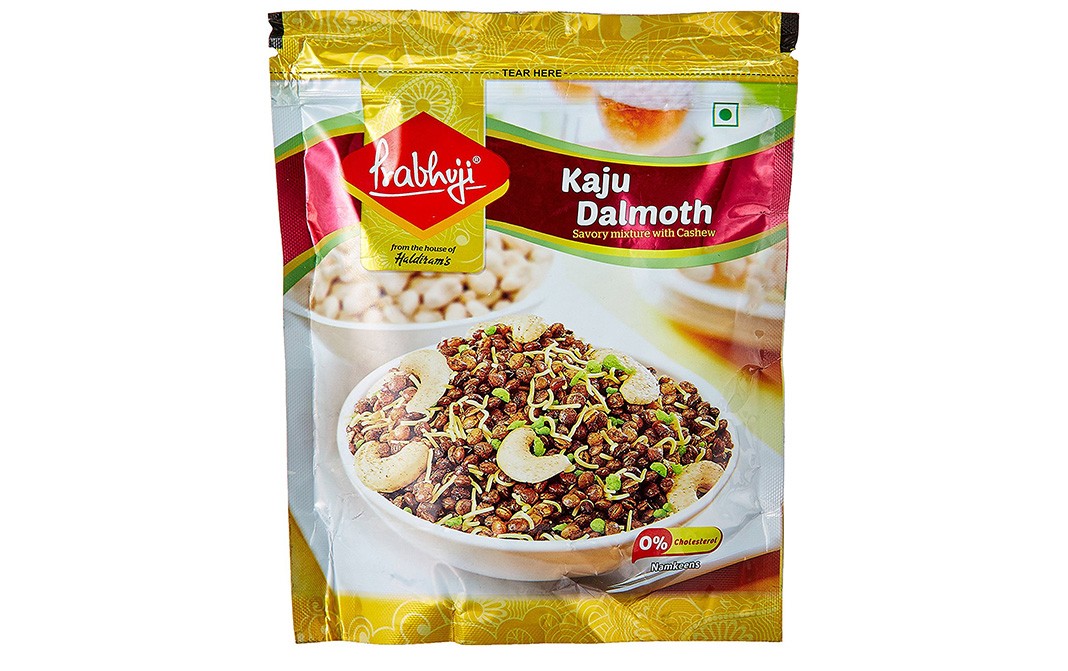 TEAR HERE
Prabhuji®
from the house of
Haldiram's
Kaju
Dalmoth
Savory mixture with Cashew
0% Cholesterol
Namkeens